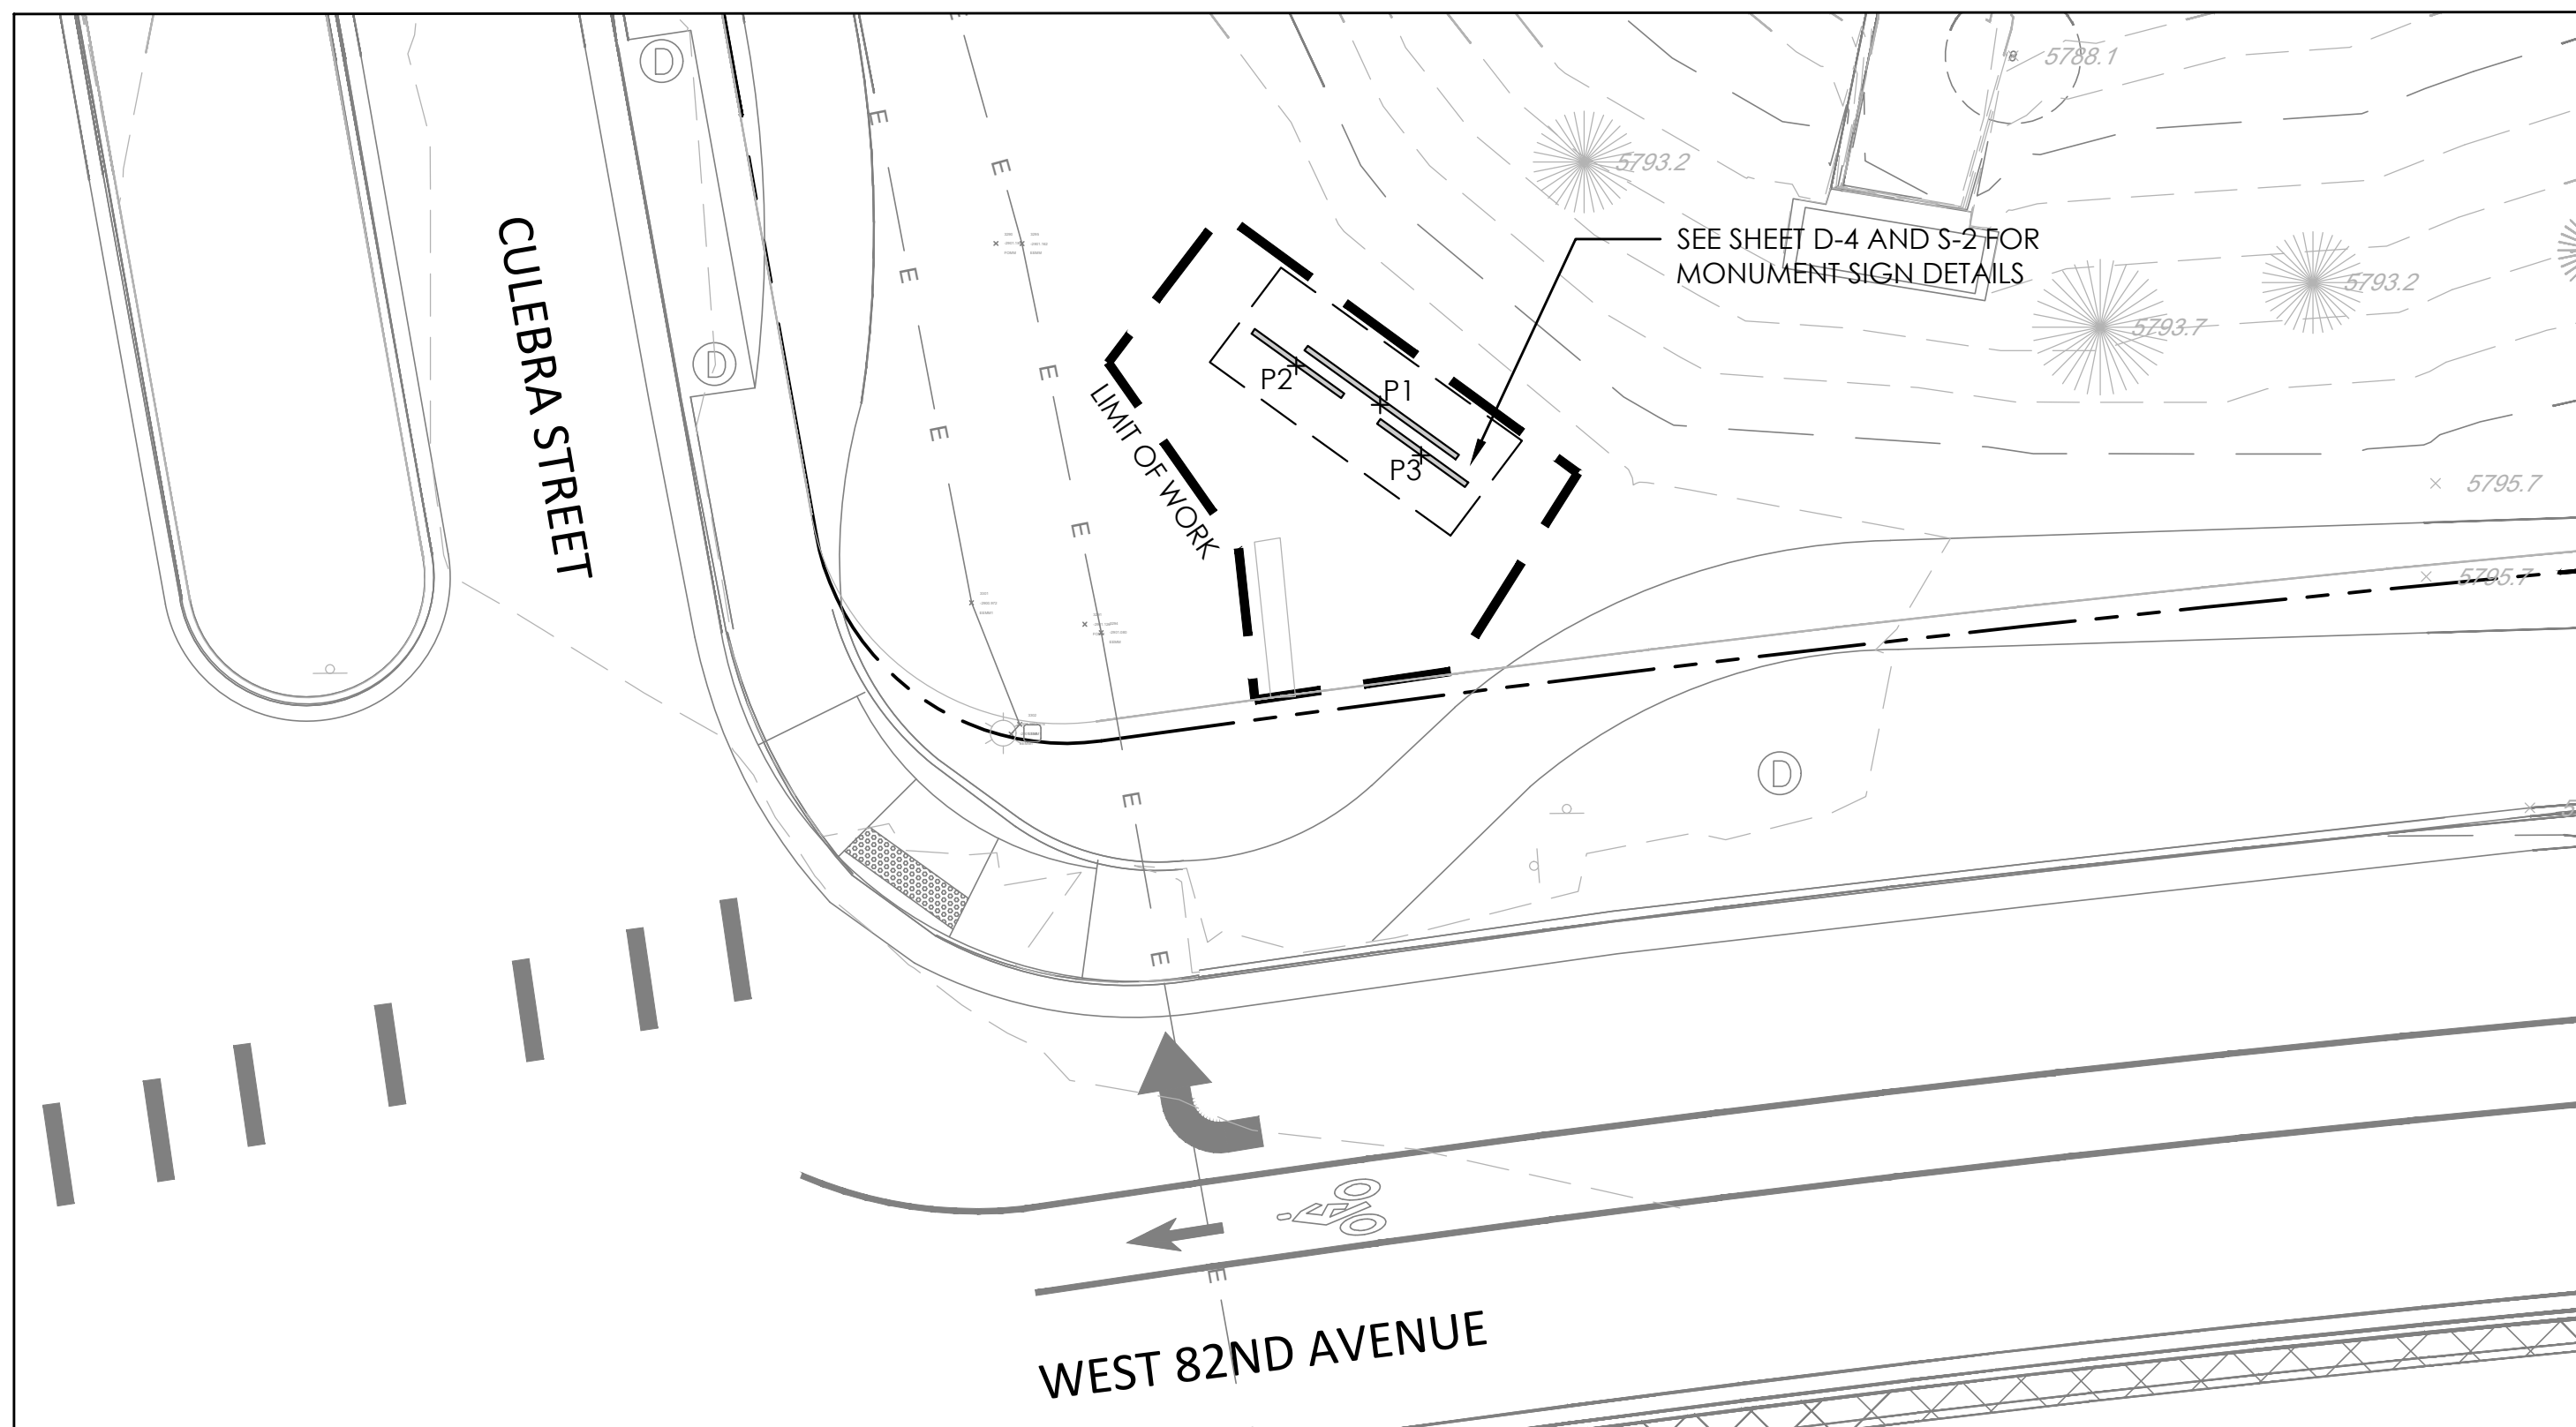 D
5788.1
E
5793.2
E
CULEBRA STREET
SEE SHEET D-4 AND S-2 FOR
MONUMENT SIGN DETAILS
E
5793.2
5793.7
D
E
P2
P1
LIMIT OF WORK
E
P3
5795.7
E
5795.7
D
E
E
E
WEST 82ND AVENUE